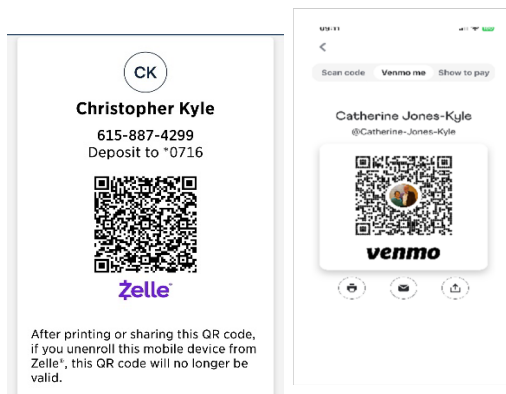 CK
Christopher Kyle
615-887-4299
Deposit to *0716
Zelle
After printing or sharing this QR code,
if you unenroll this mobile device from
Zelle®, this QR code will no longer be
valid.
09:11
Scan code Venmo me Show to pay
Catherine Jones-Kyle
@Catherine-Jones-Kyle
venmo